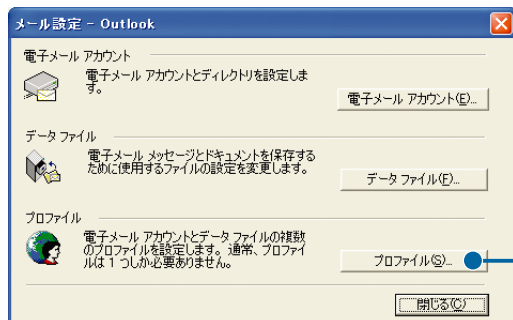 メール設定 - Outlook
電子メール アカウント
電子メール アカウントとディレクトリを設定しま
す。
電子メール アカウント(E)...
データ ファイル
電子メール メッセージとドキュメントを保存する
ために使用するファイルの設定を変更します。
データ ファイル(F)...
プロファイル
電子メール アカウントとデータ ファイルの複数
のプロファイルを設定します。通常、プロファイ
ルは 1 つしか必要ありません。
プロファイル(S)...
閉じる(C)